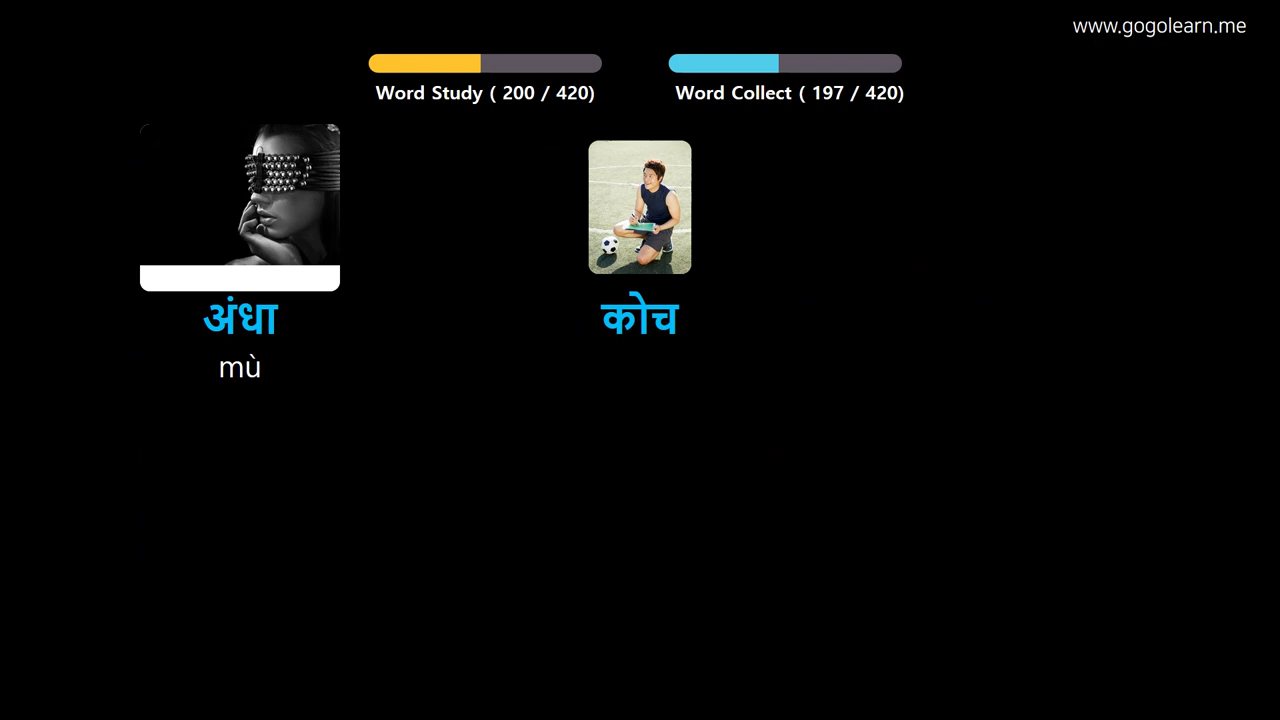 www.gogolearn.me
Word Study ( 200 / 420)
Word Collect ( 197 / 420)
अंधा
कोच
mù